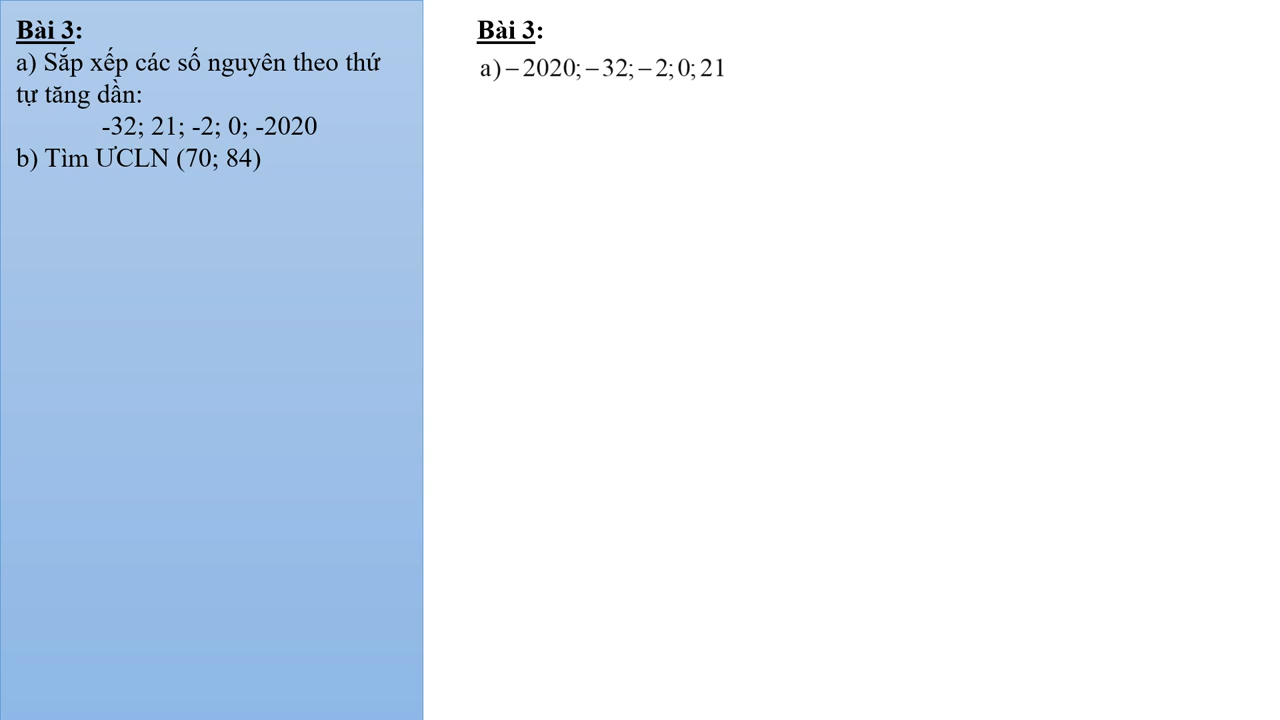 Bài 3:
a) Sắp xếp các số nguyên theo thứ
tự tăng dần:
-32; 21; -2; 0; -2020
b) Tìm ƯCLN (70; 84)
Bài 3:
a) − 2020; − 32; − 2; 0; 21